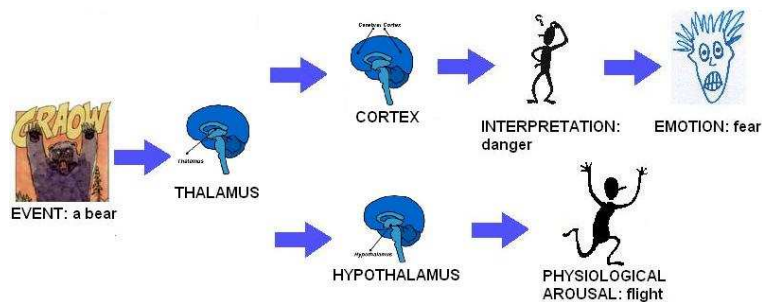 GRAOW
EVENT: a bear
Thalamus
THALAMUS
Cerebral Cortex
CORTEX
?
INTERPRETATION:
danger
EMOTION: fear
Hypothalamus
HYPOTHALAMUS
PHYSIOLOGICAL
AROUSAL: flight